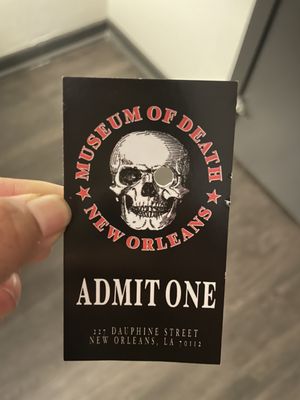 MUSEUM OF DEATH
NEW ORLEANS
ADMIT ONE
227 DAUPHINE STREET
NEW ORLEANS, LA 70112